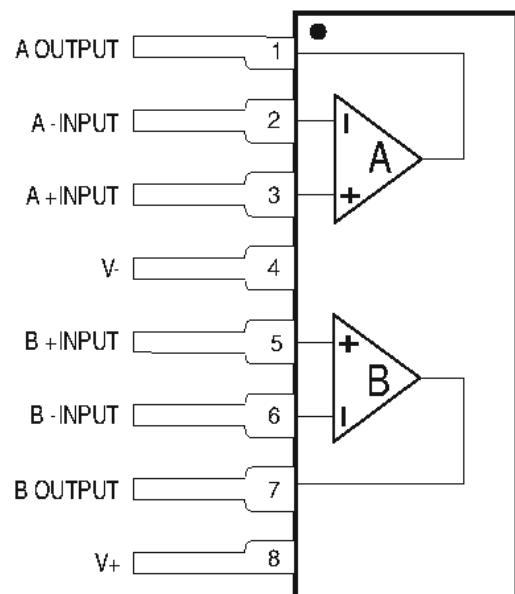 A OUTPUT 1
A -INPUT 2
A +INPUT 3
V- 4
B +INPUT 5
B -INPUT 6
B OUTPUT 7
V+ 8
- A +
+ B -